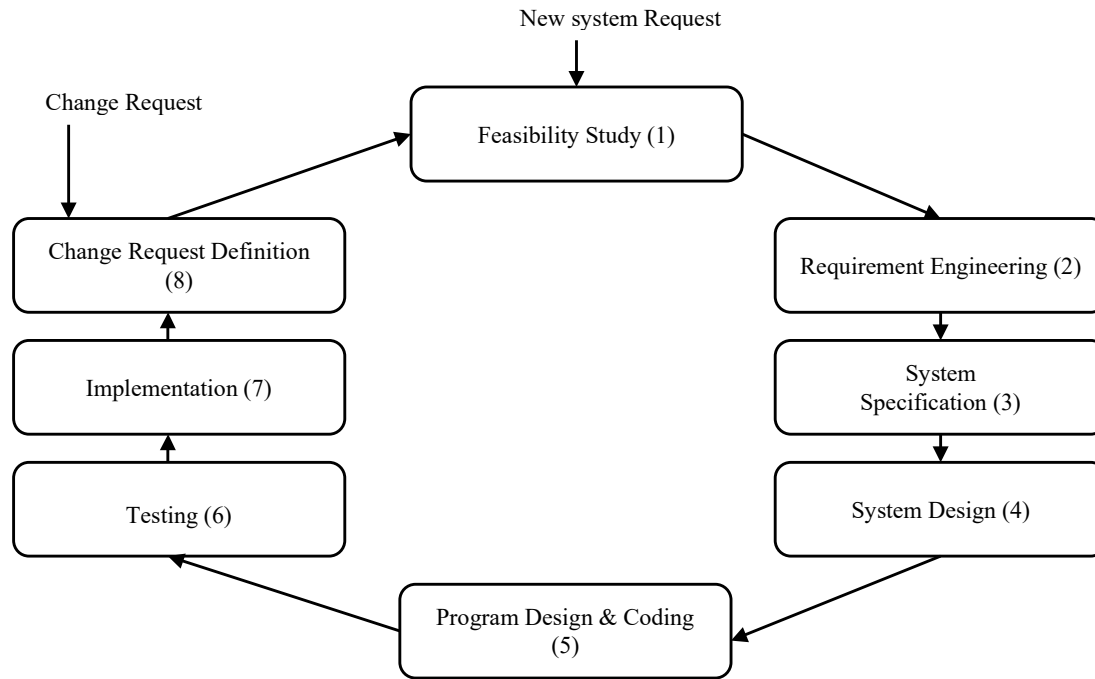 New system Request
Change Request
Feasibility Study (1)
Change Request Definition
(8)
Requirement Engineering (2)
Implementation (7)
System
Specification (3)
Testing (6)
System Design (4)
Program Design & Coding
(5)